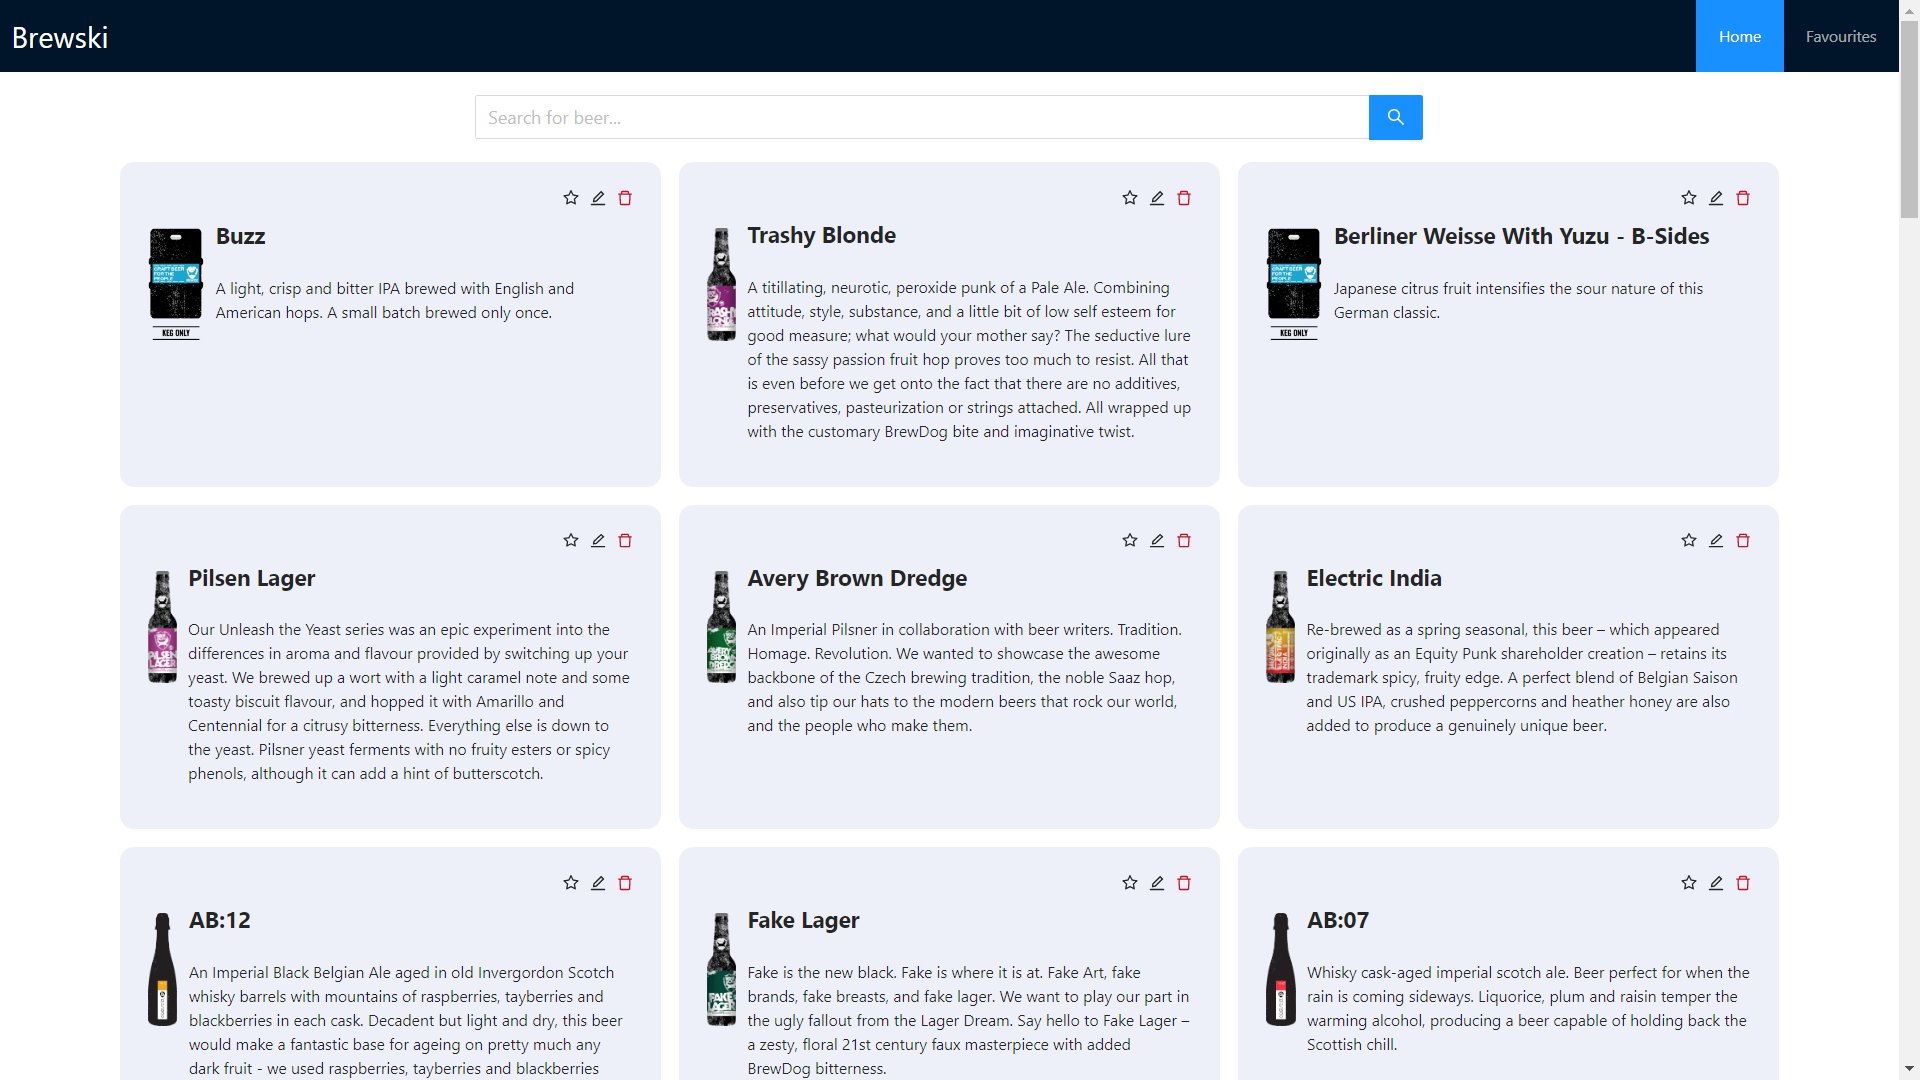 Brewski
Home
Favourites
Search for beer...
Buzz
A light, crisp and bitter IPA brewed with English and
American hops. A small batch brewed only once.
CRAFT BEER
FOR THE
PEOPLE
KEG ONLY
Trashy Blonde
A titillating, neurotic, peroxide punk of a Pale Ale. Combining
attitude, style, substance, and a little bit of low self esteem for
good measure; what would your mother say? The seductive lure
of the sassy passion fruit hop proves too much to resist. All that
is even before we get onto the fact that there are no additives,
preservatives, pasteurization or strings attached. All wrapped up
with the customary BrewDog bite and imaginative twist.
Berliner Weisse With Yuzu - B-Sides
Japanese citrus fruit intensifies the sour nature of this
German classic.
CRAFT BEER
FOR THE
PEOPLE
KEG ONLY
Pilsen Lager
Our Unleash the Yeast series was an epic experiment into the
differences in aroma and flavour provided by switching up your
yeast. We brewed up a wort with a light caramel note and some
toasty biscuit flavour, and hopped it with Amarillo and
Centennial for a citrusy bitterness. Everything else is down to
the yeast. Pilsner yeast ferments with no fruity esters or spicy
phenols, although it can add a hint of butterscotch.
PILSEN
LAGER
Avery Brown Dredge
An Imperial Pilsner in collaboration with beer writers. Tradition.
Homage. Revolution. We wanted to showcase the awesome
backbone of the Czech brewing tradition, the noble Saaz hop,
and also tip our hats to the modern beers that rock our world,
and the people who make them.
Electric India
Re-brewed as a spring seasonal, this beer – which appeared
originally as an Equity Punk shareholder creation – retains its
trademark spicy, fruity edge. A perfect blend of Belgian Saison
and US IPA, crushed peppercorns and heather honey are also
added to produce a genuinely unique beer.
AB:12
An Imperial Black Belgian Ale aged in old Invergordon Scotch
whisky barrels with mountains of raspberries, tayberries and
blackberries in each cask. Decadent but light and dry, this beer
would make a fantastic base for ageing on pretty much any
dark fruit - we used raspberries, tayberries and blackberries
Fake Lager
Fake is the new black. Fake is where it is at. Fake Art, fake
brands, fake breasts, and fake lager. We want to play our part in
the ugly fallout from the Lager Dream. Say hello to Fake Lager –
a zesty, floral 21st century faux masterpiece with added
BrewDog bitterness.
FAKE
LAGER
AB:07
Whisky cask-aged imperial scotch ale. Beer perfect for when the
rain is coming sideways. Liquorice, plum and raisin temper the
warming alcohol, producing a beer capable of holding back the
Scottish chill.